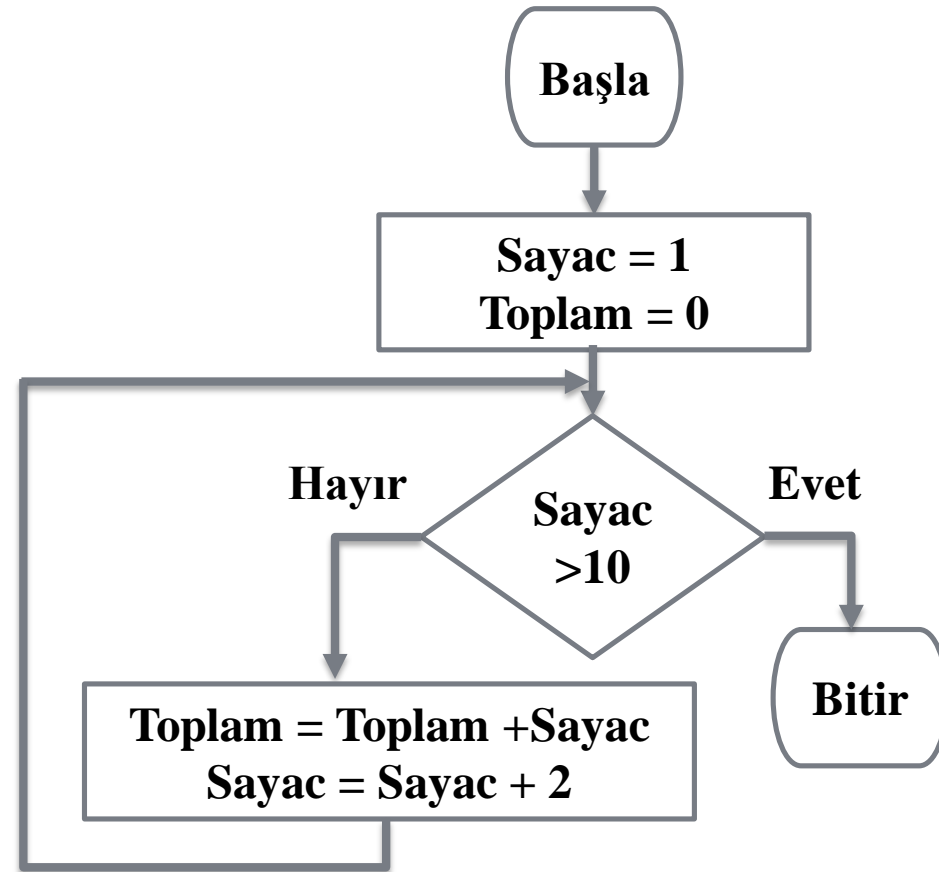 Başla
Sayac = 1
Toplam = 0
Hayır
Evet
Sayac
>10
Toplam = Toplam +Sayac
Sayac = Sayac + 2
Bitir